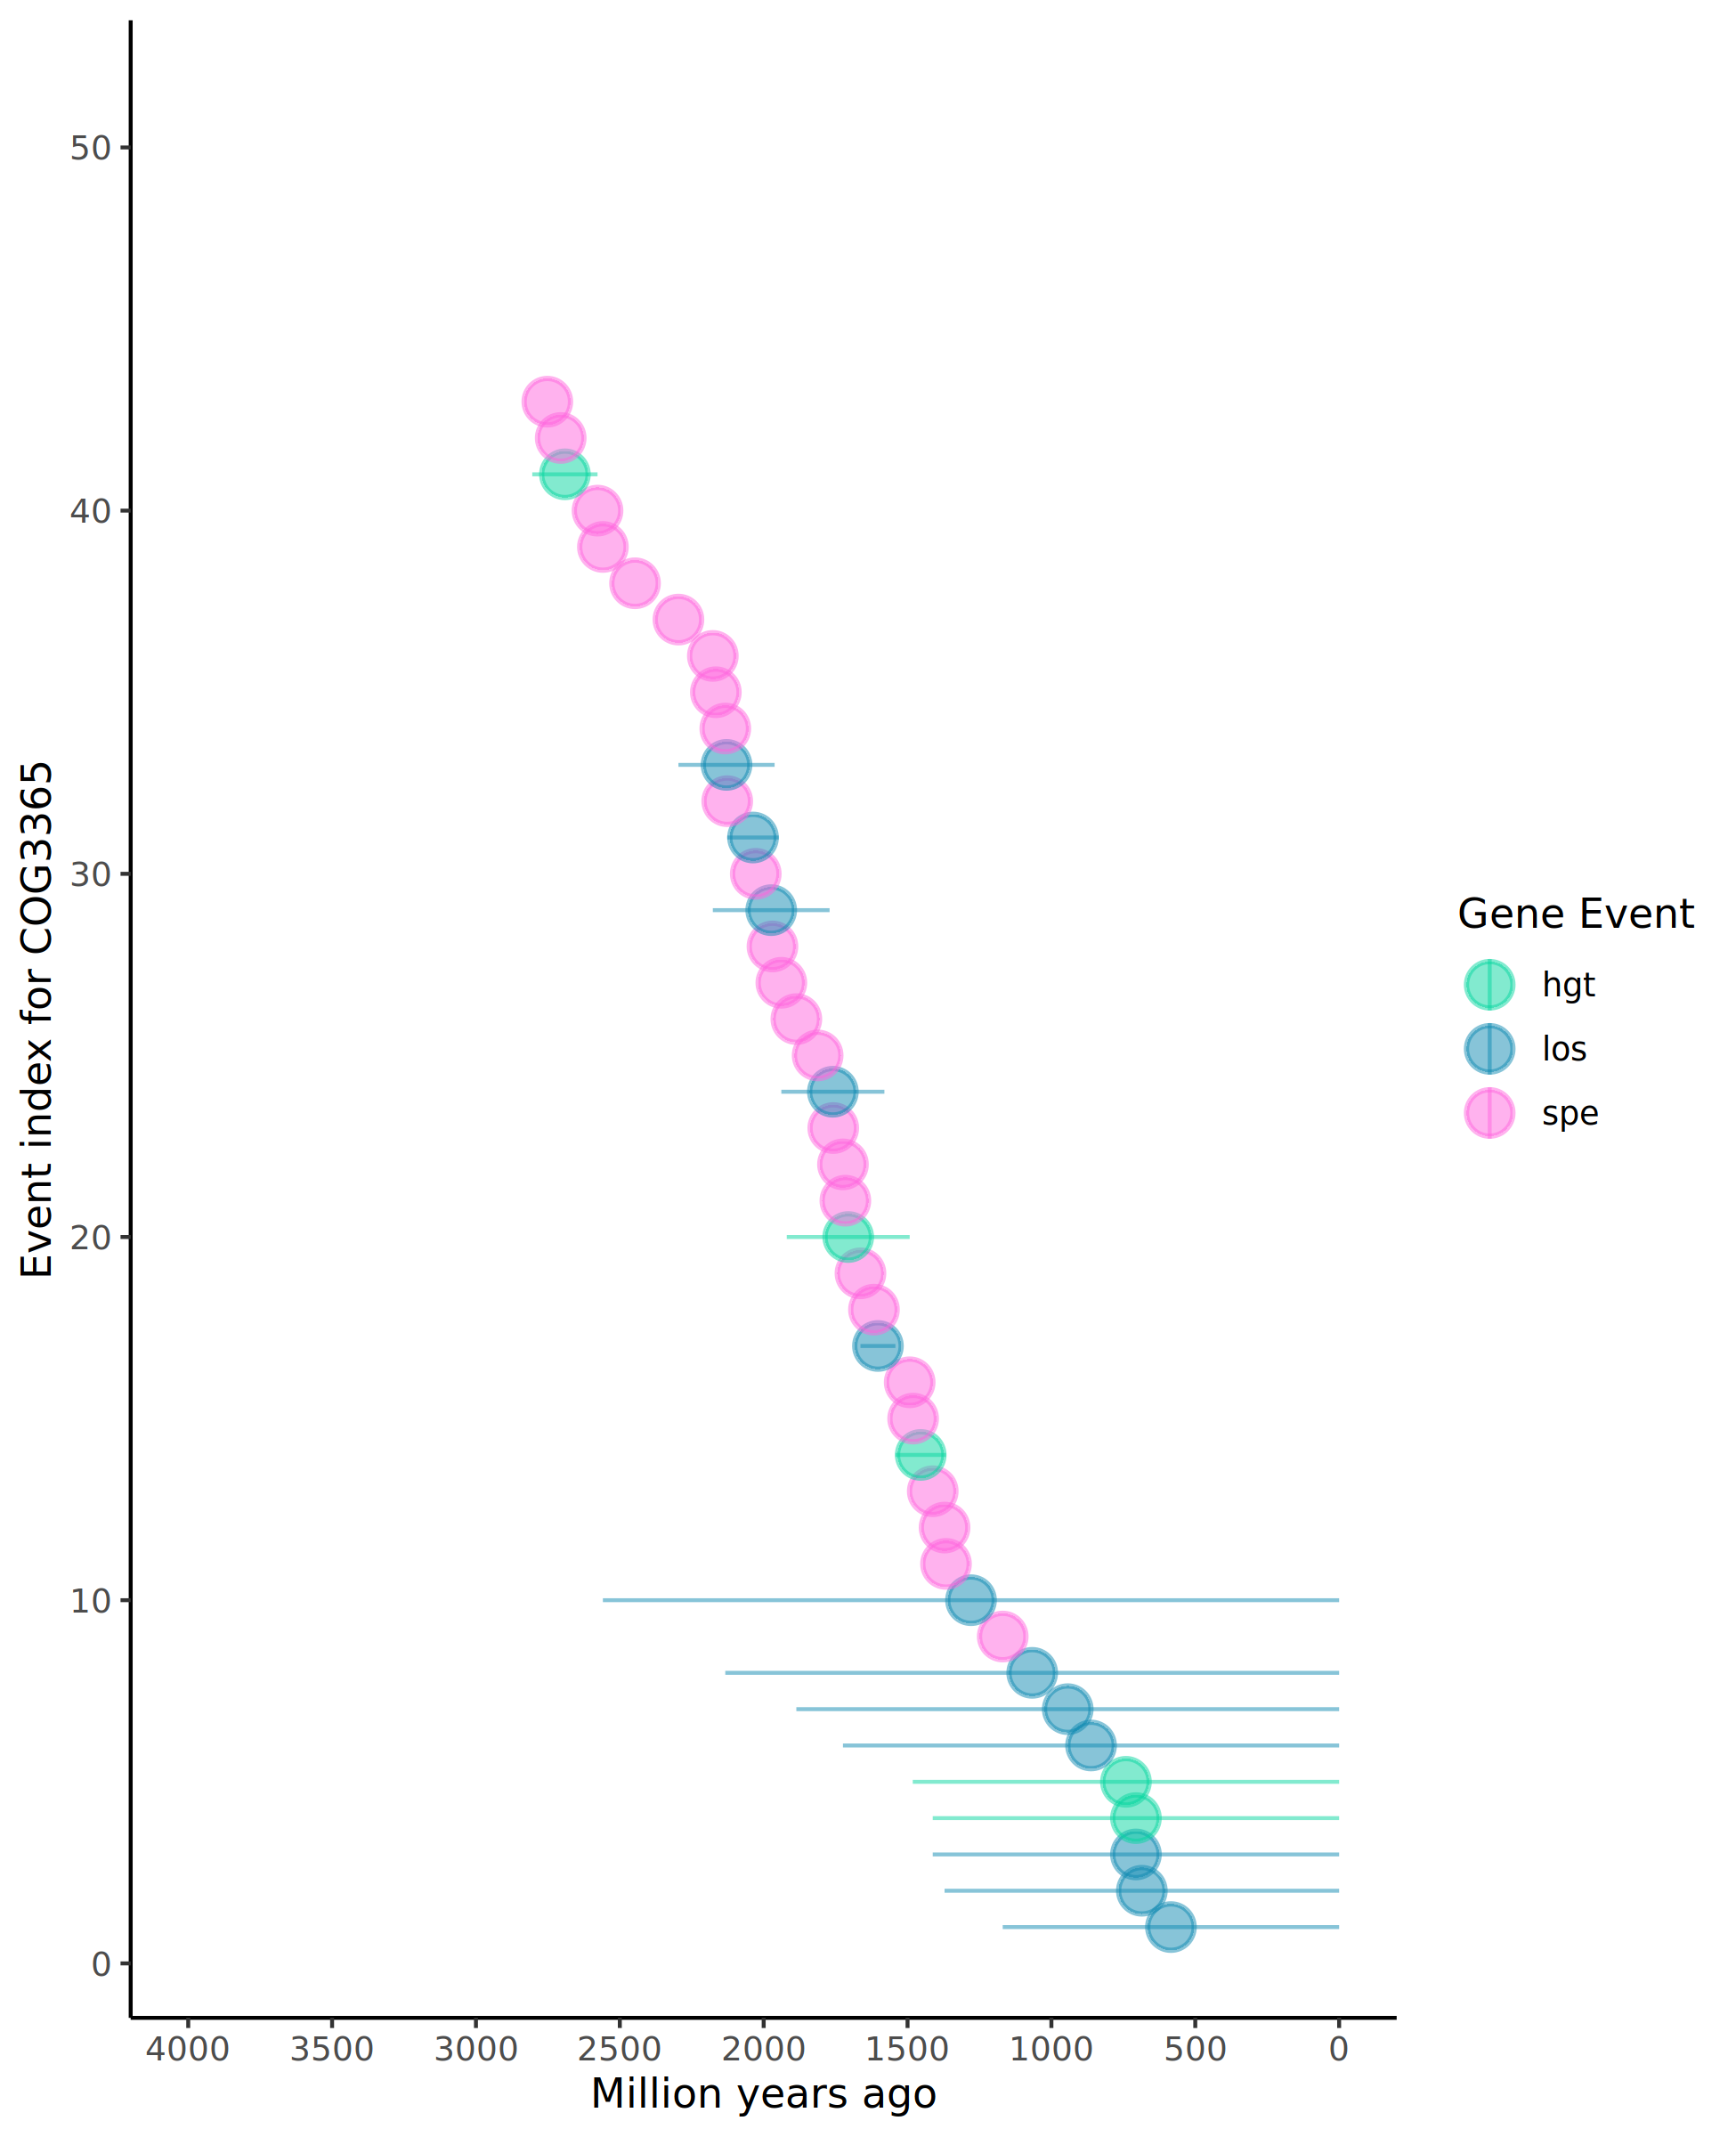 50
40
30
20
10
0
Event index for COG3365
4000 3500 3000 2500 2000 1500 1000 500 0
Million years ago
Gene Event
hgt
los
spe